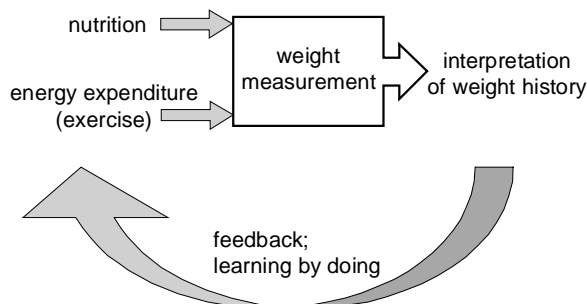 nutrition
energy expenditure
(exercise)
weight
measurement
interpretation
of weight history
feedback;
learning by doing